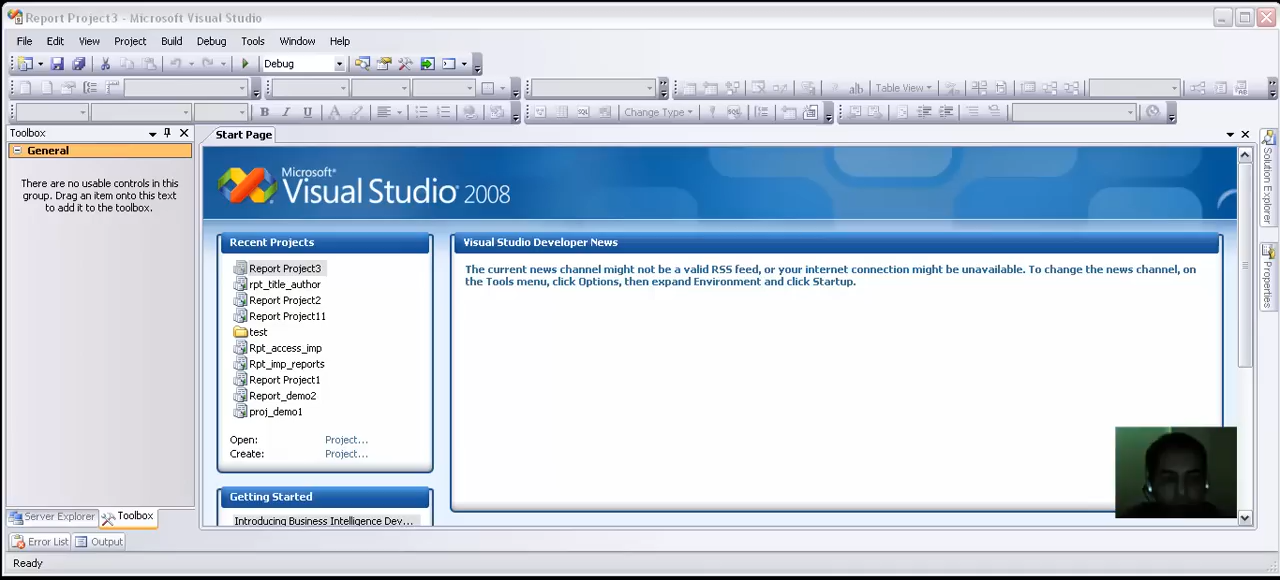 Report Project3 - Microsoft Visual Studio
File Edit View Project Build Debug Tools Window Help
Debug
Table View
B I U
Change Type
Toolbox
Start Page
General
There are no usable controls in this
group. Drag an item onto this text
to add it to the toolbox.
Microsoft®
Visual Studio® 2008
Recent Projects
Report Project3
rpt_title_author
Report Project2
Report Project11
test
Rpt_access_imp
Rpt_imp_reports
Report Project1
Report_demo2
proj_demo1
Open: Project...
Create: Project...
Getting Started
Introducing Business Intelligence Dev...
Visual Studio Developer News
The current news channel might not be a valid RSS feed, or your internet connection might be unavailable. To change the news channel, on
the Tools menu, click Options, then expand Environment and click Startup.
Solution Explorer
Properties
Server Explorer Toolbox
Error List Output
Ready